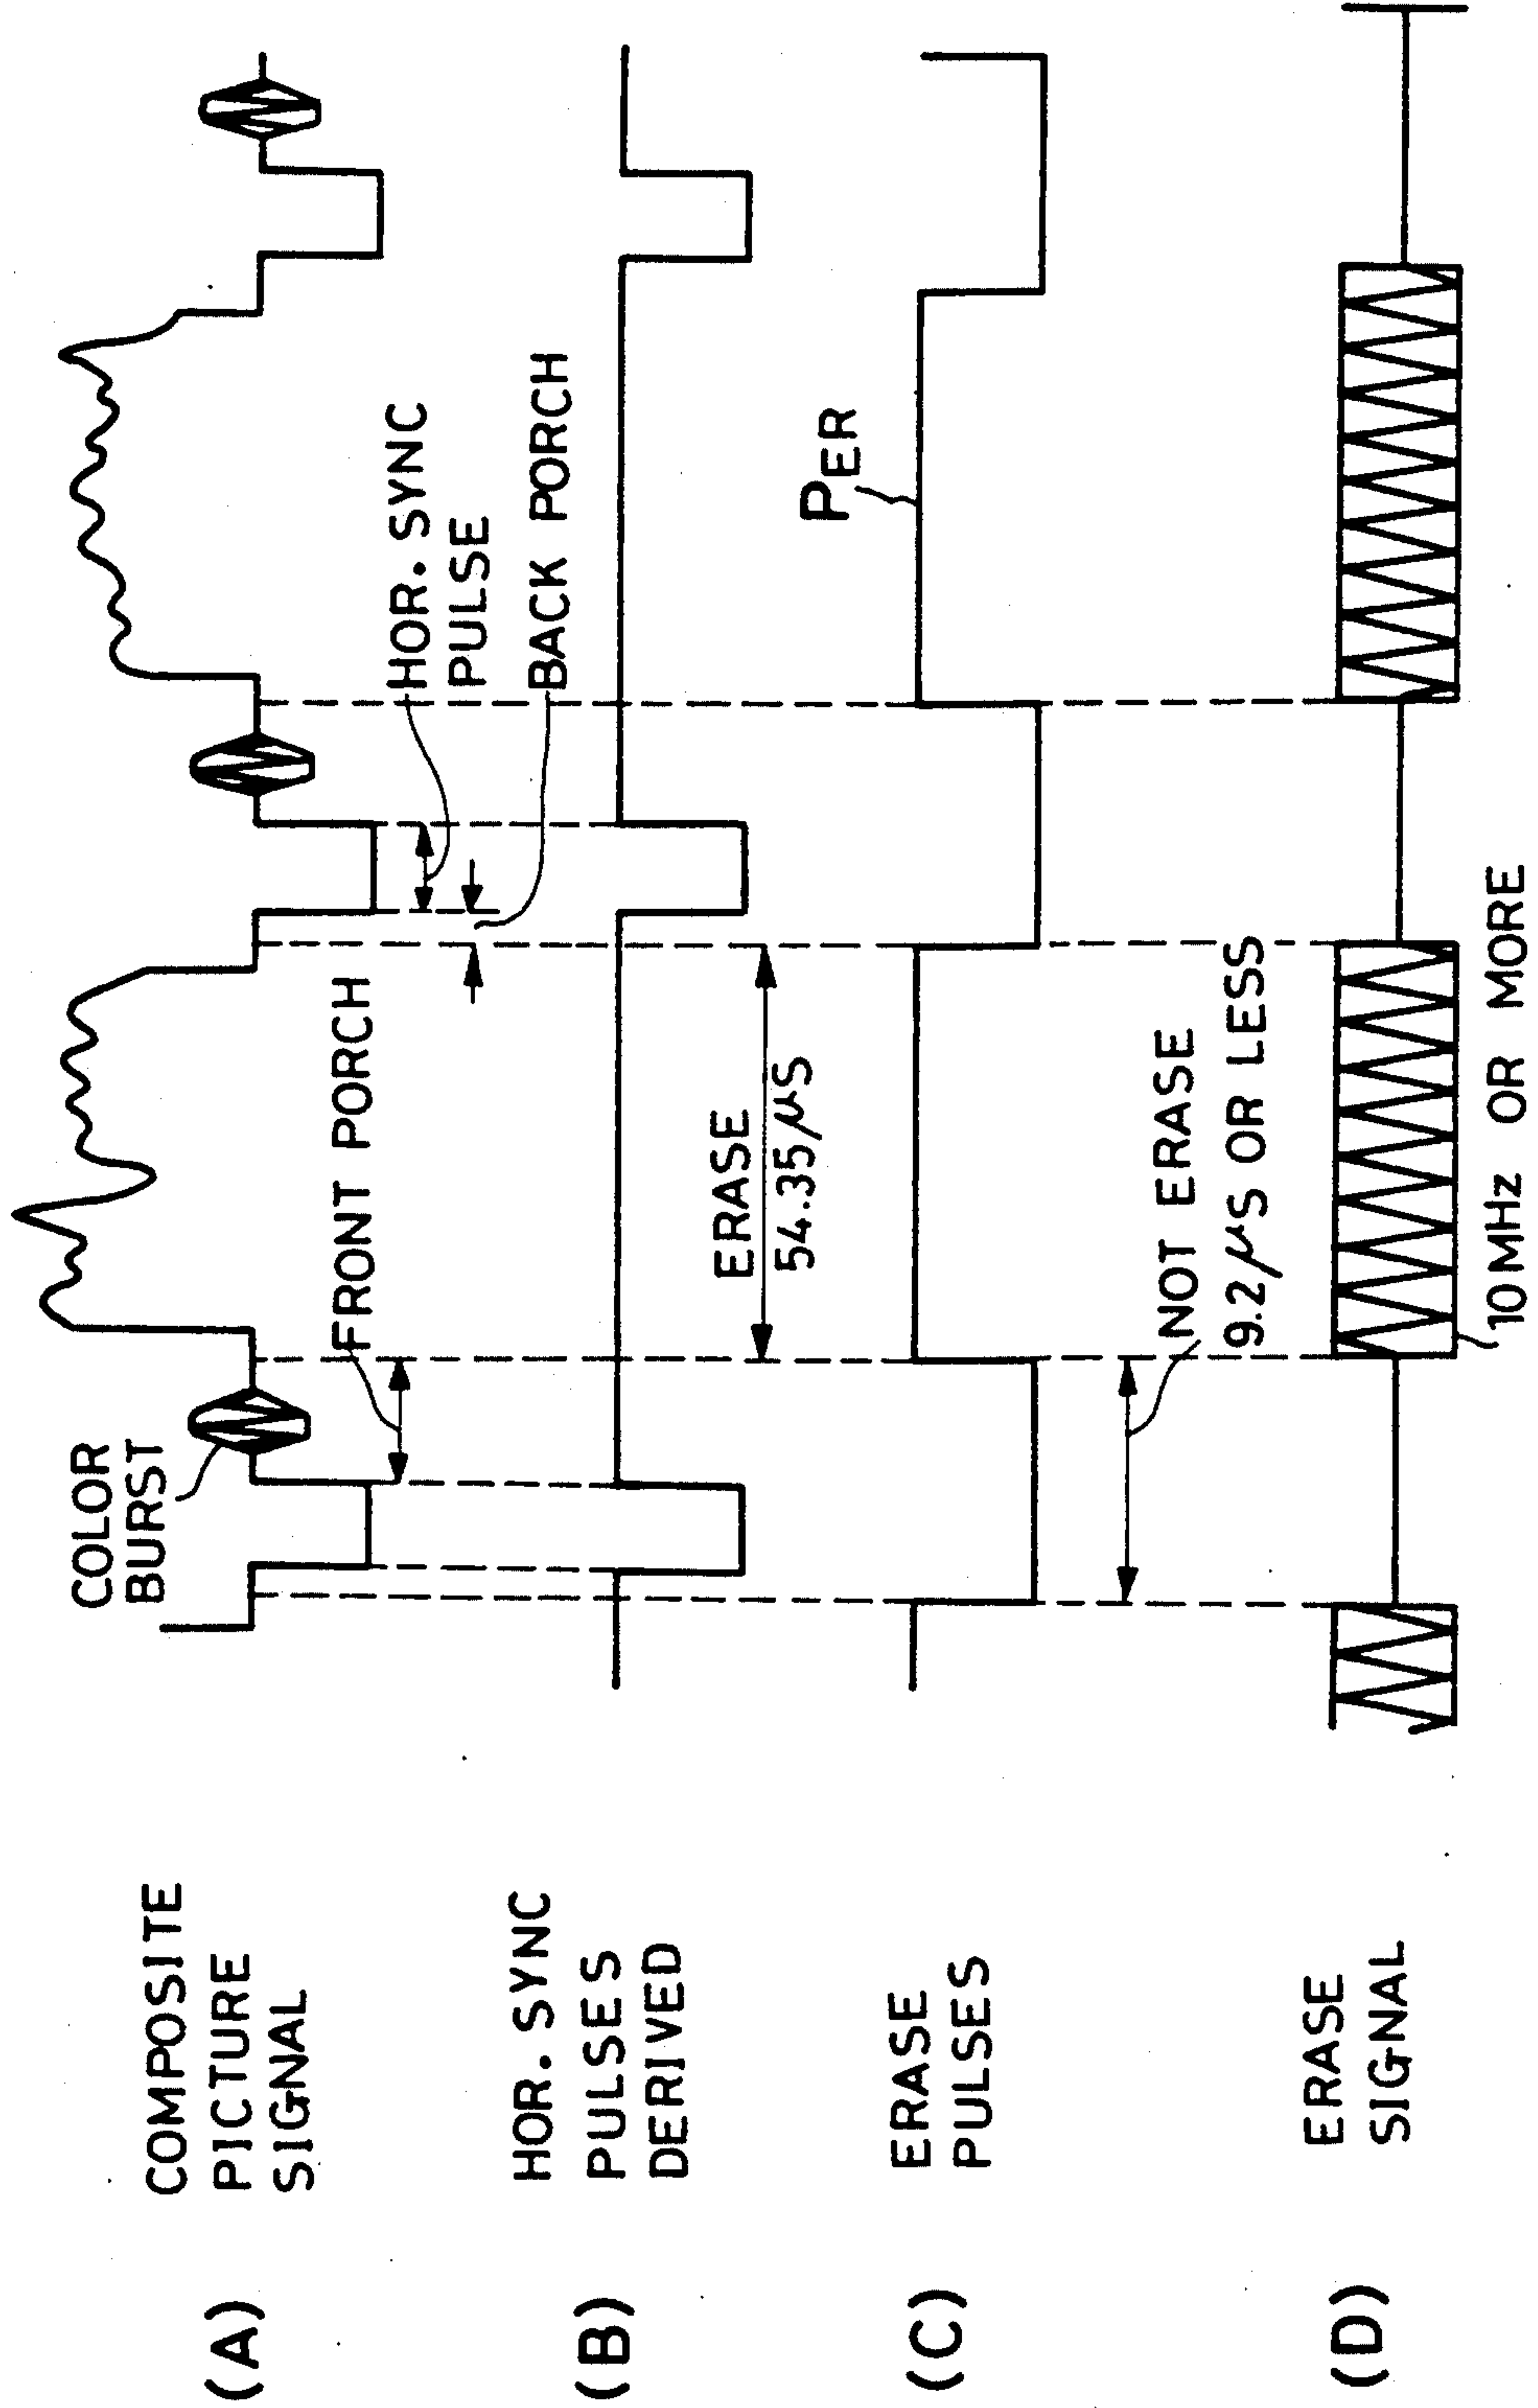 (A)
COMPOSITE
PICTURE
SIGNAL
COLOR
BURST
FRONT PORCH
HOR. SYNC
PULSE
BACK PORCH
(B)
HOR. SYNC
PULSES
DERIVED
ERASE
54.35μS
(C)
ERASE
PULSES
PER
NOT ERASE
9.2μS OR LESS
(D)
ERASE
SIGNAL
10MHz OR MORE